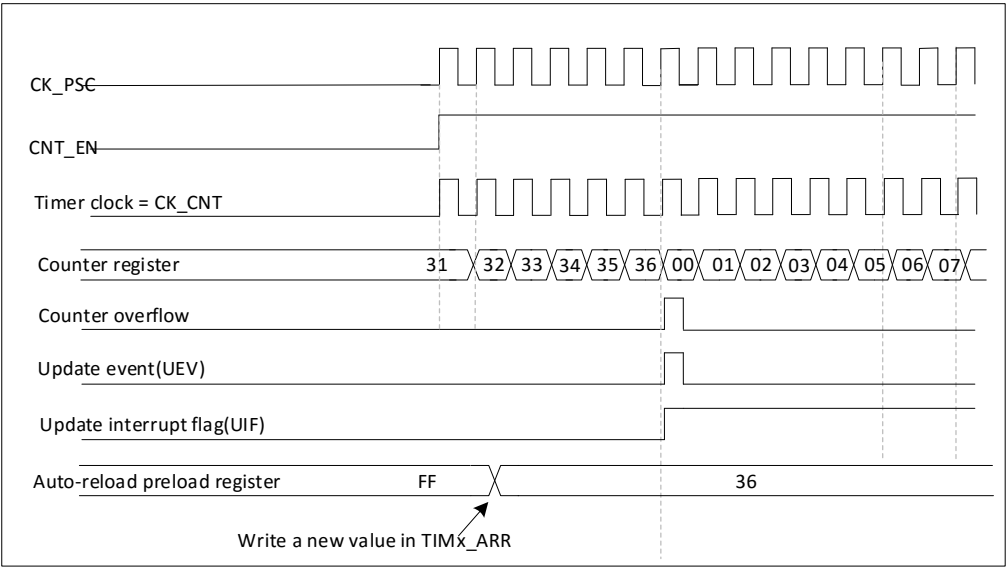 CK_PSC
CNT_EN
Timer clock = CK_CNT
Counter register 31 32 33 34 35 36 00 01 02 03 04 05 06 07
Counter overflow
Update event(UEV)
Update interrupt flag(UIF)
Auto-reload preload register FF 36
Write a new value in TIMx_ARR